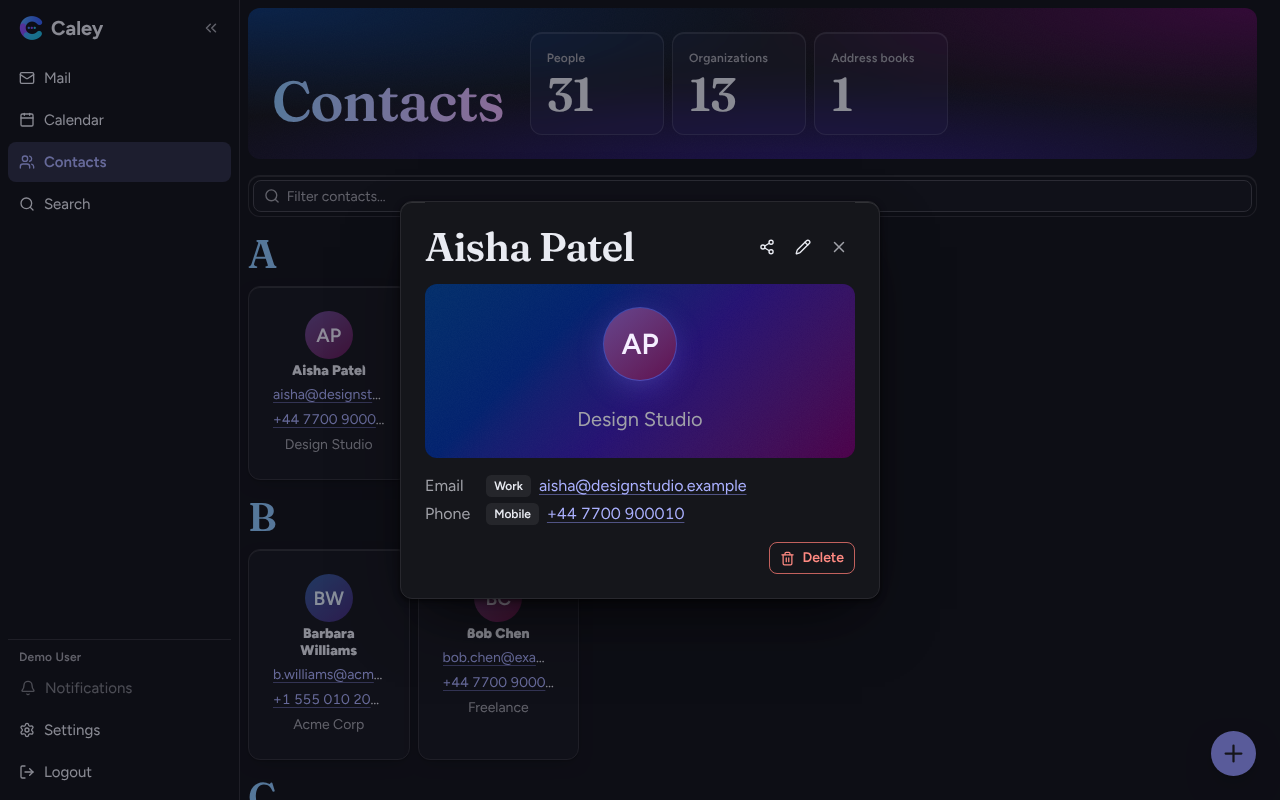 Caley
Mail
Calendar
Contacts
Search
Demo User
Notifications
Settings
Logout
Contacts
People
31
Organizations
13
Address books
1
Filter contacts...
A
AP
Aisha Patel
aisha@designst...
+44 7700 9000...
Design Studio
B
BW
Barbara
Williams
b.williams@acm...
+1 555 010 20...
Acme Corp
BC
Bob Chen
bob.chen@exa...
+44 7700 9000...
Freelance
C
Aisha Patel
AP
Design Studio
Email Work aisha@designstudio.example
Phone Mobile +44 7700 900010
Delete